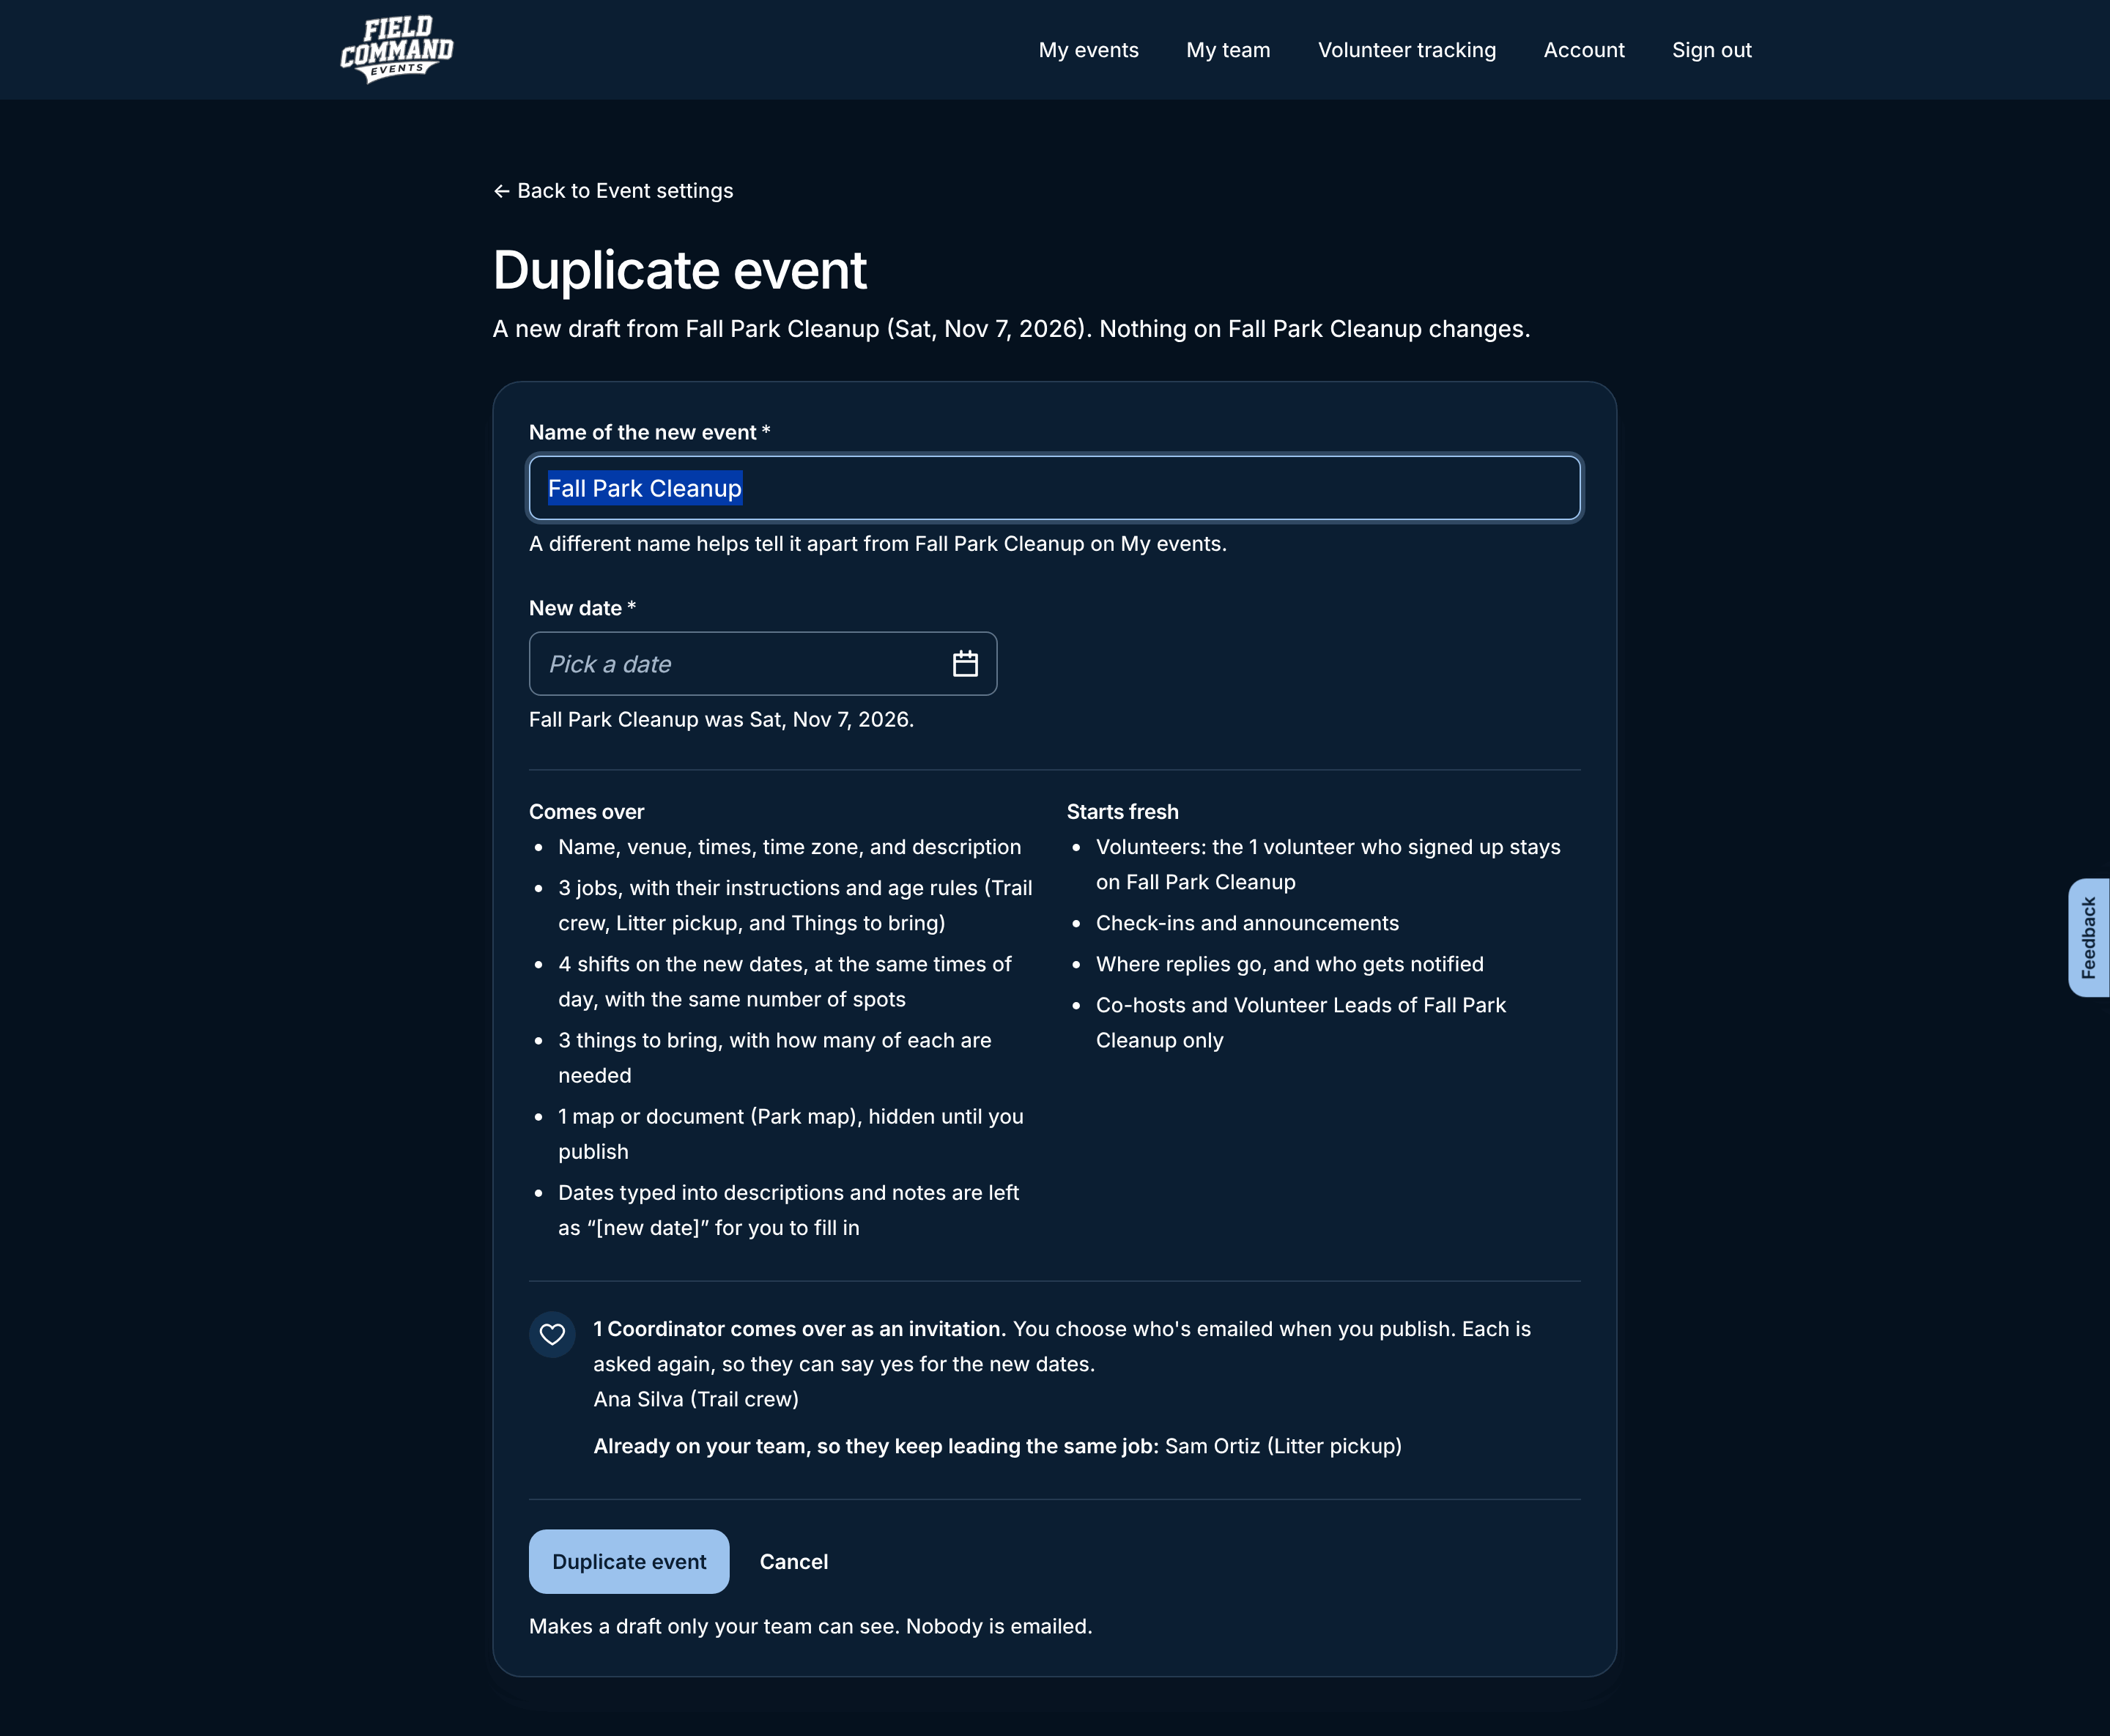 FIELD
COMMAND
EVENTS
My events
My team
Volunteer tracking
Account
Sign out
← Back to Event settings
Duplicate event
A new draft from Fall Park Cleanup (Sat, Nov 7, 2026). Nothing on Fall Park Cleanup changes.
Name of the new event *
Fall Park Cleanup
A different name helps tell it apart from Fall Park Cleanup on My events.
New date *
Pick a date
Fall Park Cleanup was Sat, Nov 7, 2026.
Comes over
• Name, venue, times, time zone, and description
• 3 jobs, with their instructions and age rules (Trail
crew, Litter pickup, and Things to bring)
• 4 shifts on the new dates, at the same times of
day, with the same number of spots
• 3 things to bring, with how many of each are
needed
• 1 map or document (Park map), hidden until you
publish
• Dates typed into descriptions and notes are left
as “[new date]” for you to fill in
Starts fresh
• Volunteers: the 1 volunteer who signed up stays
on Fall Park Cleanup
• Check-ins and announcements
• Where replies go, and who gets notified
• Co-hosts and Volunteer Leads of Fall Park
Cleanup only
1 Coordinator comes over as an invitation. You choose who's emailed when you publish. Each is
asked again, so they can say yes for the new dates.
Ana Silva (Trail crew)
Already on your team, so they keep leading the same job: Sam Ortiz (Litter pickup)
Duplicate event
Cancel
Makes a draft only your team can see. Nobody is emailed.
Feedback